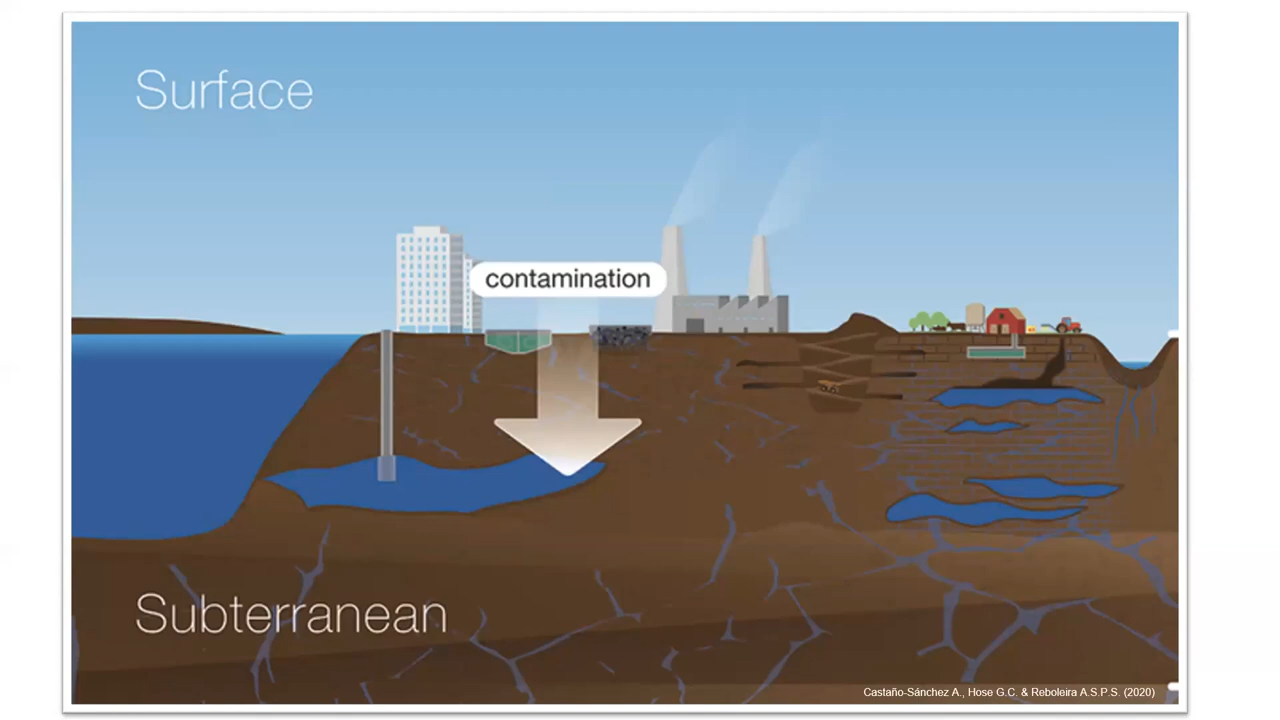 Surface
contamination
Subterranean
Castaño-Sánchez A., Hose G.C. & Reboleira A.S.P.S. (2020)